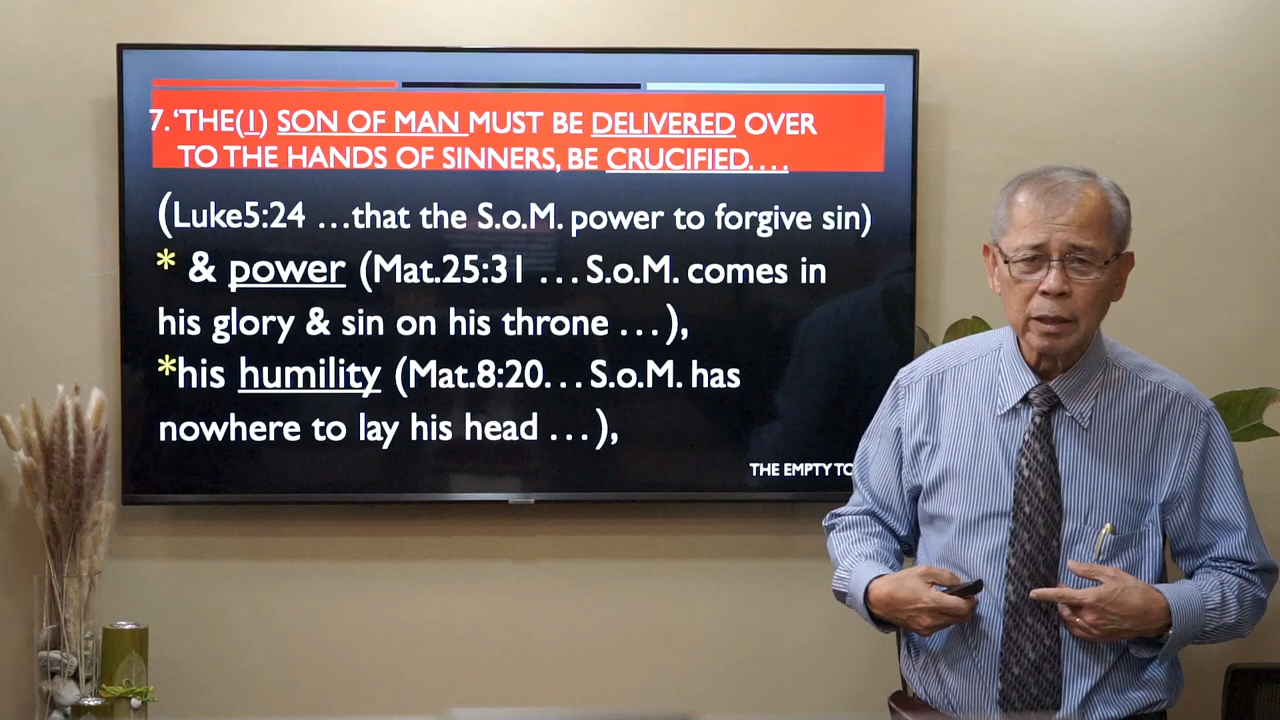 7.‘THE(1) SON OF MAN MUST BE DELIVERED OVER
TO THE HANDS OF SINNERS, BE CRUCIFIED. . . .
(Luke5:24 …that the S.o.M. power to forgive sin)
* & power (Mat.25:31 … S.o.M. comes in
his glory & sin on his throne …),
*his humility (Mat.8:20… S.o.M. has
nowhere to lay his head …),
THE EMPTY